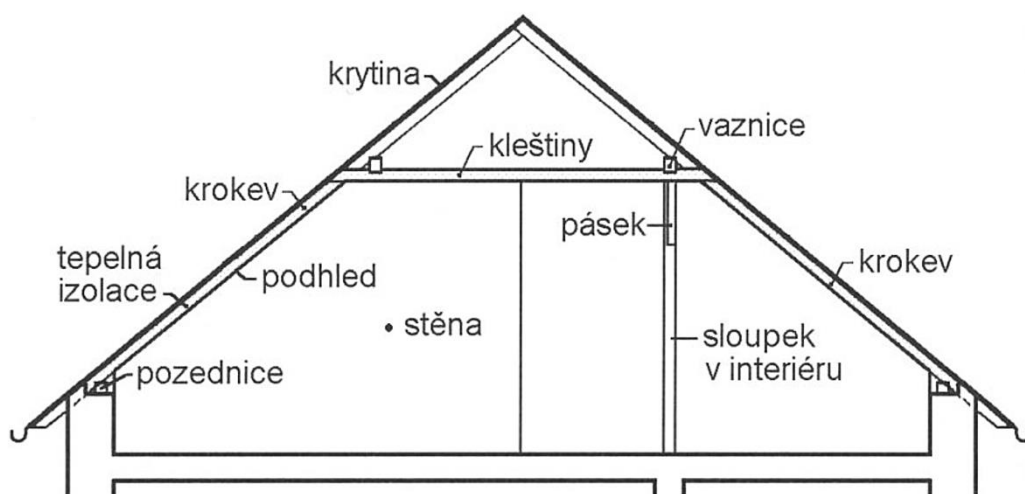 krytina
vaznice
kleštiny
krokev
pásek
tepelná
izolace
podhled
krokev
stěna
sloupek
v interiéru
pozednice